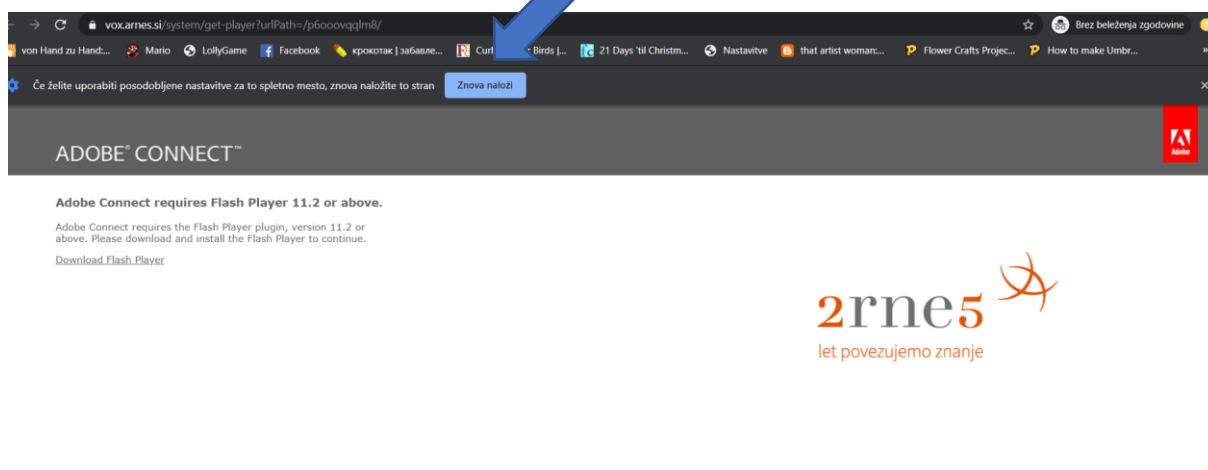 vox.arnes.si/system/get-player?urlPath=/p6ooovqqlm8/
Brez beleženja zgodovine
von Hand zu Hand:...
Mario
LollyGame
Facebook
крокотак | забавле...
Birds |...
21 Days 'til Christm...
Nastavitve
that artist woman:...
Flower Crafts Projec...
How to make Umbr...
Če želite uporabiti posodobljene nastavitve za to spletno mesto, znova naložite to stran
Znova naloži
ADOBE® CONNECT™
Adobe
Adobe Connect requires Flash Player 11.2 or above.
Adobe Connect requires the Flash Player plugin, version 11.2 or
above. Please download and install the Flash Player to continue.
Download Flash Player
2rne5
let povezujemo znanje